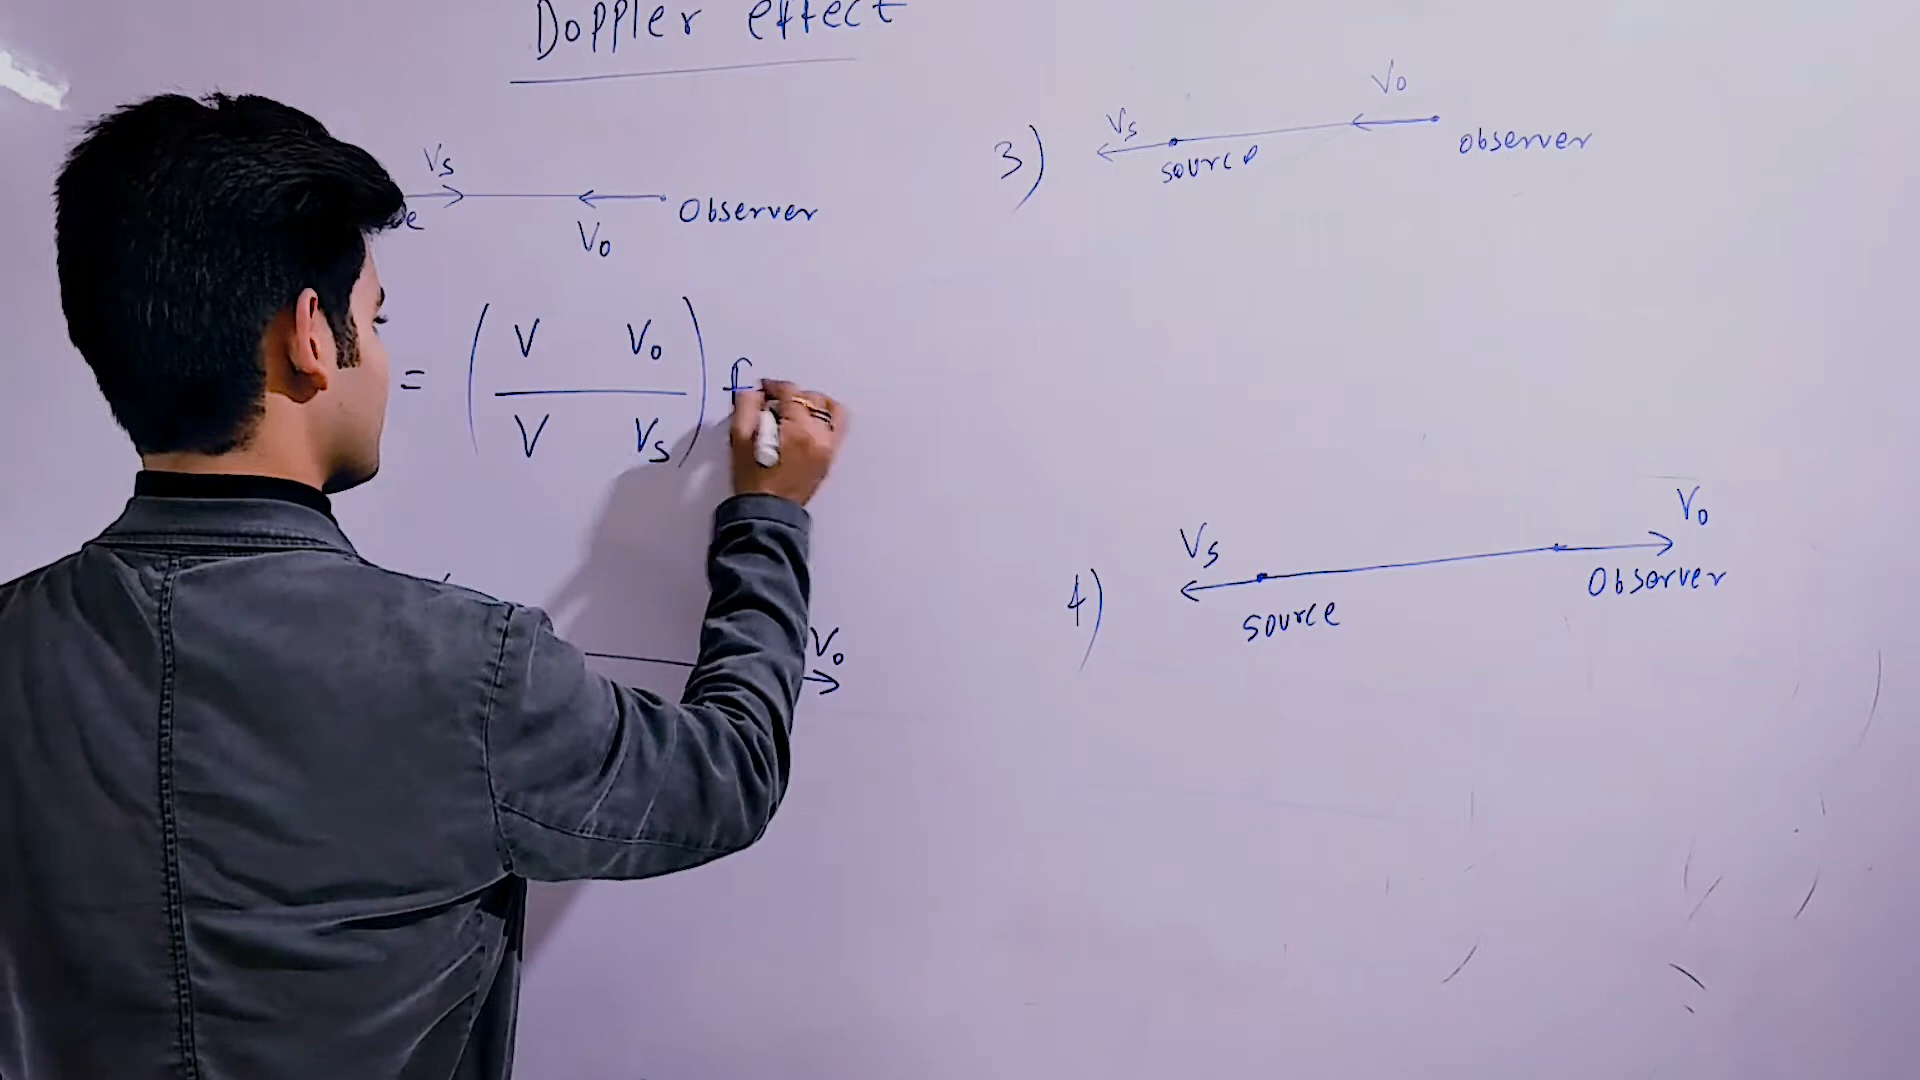 Doppler effect
Vs
Observer
Vo
= ( V Vo
V Vs ) f
Vo
3)
Vs
Vo
source
observer
4)
Vs
Vo
source
Observer